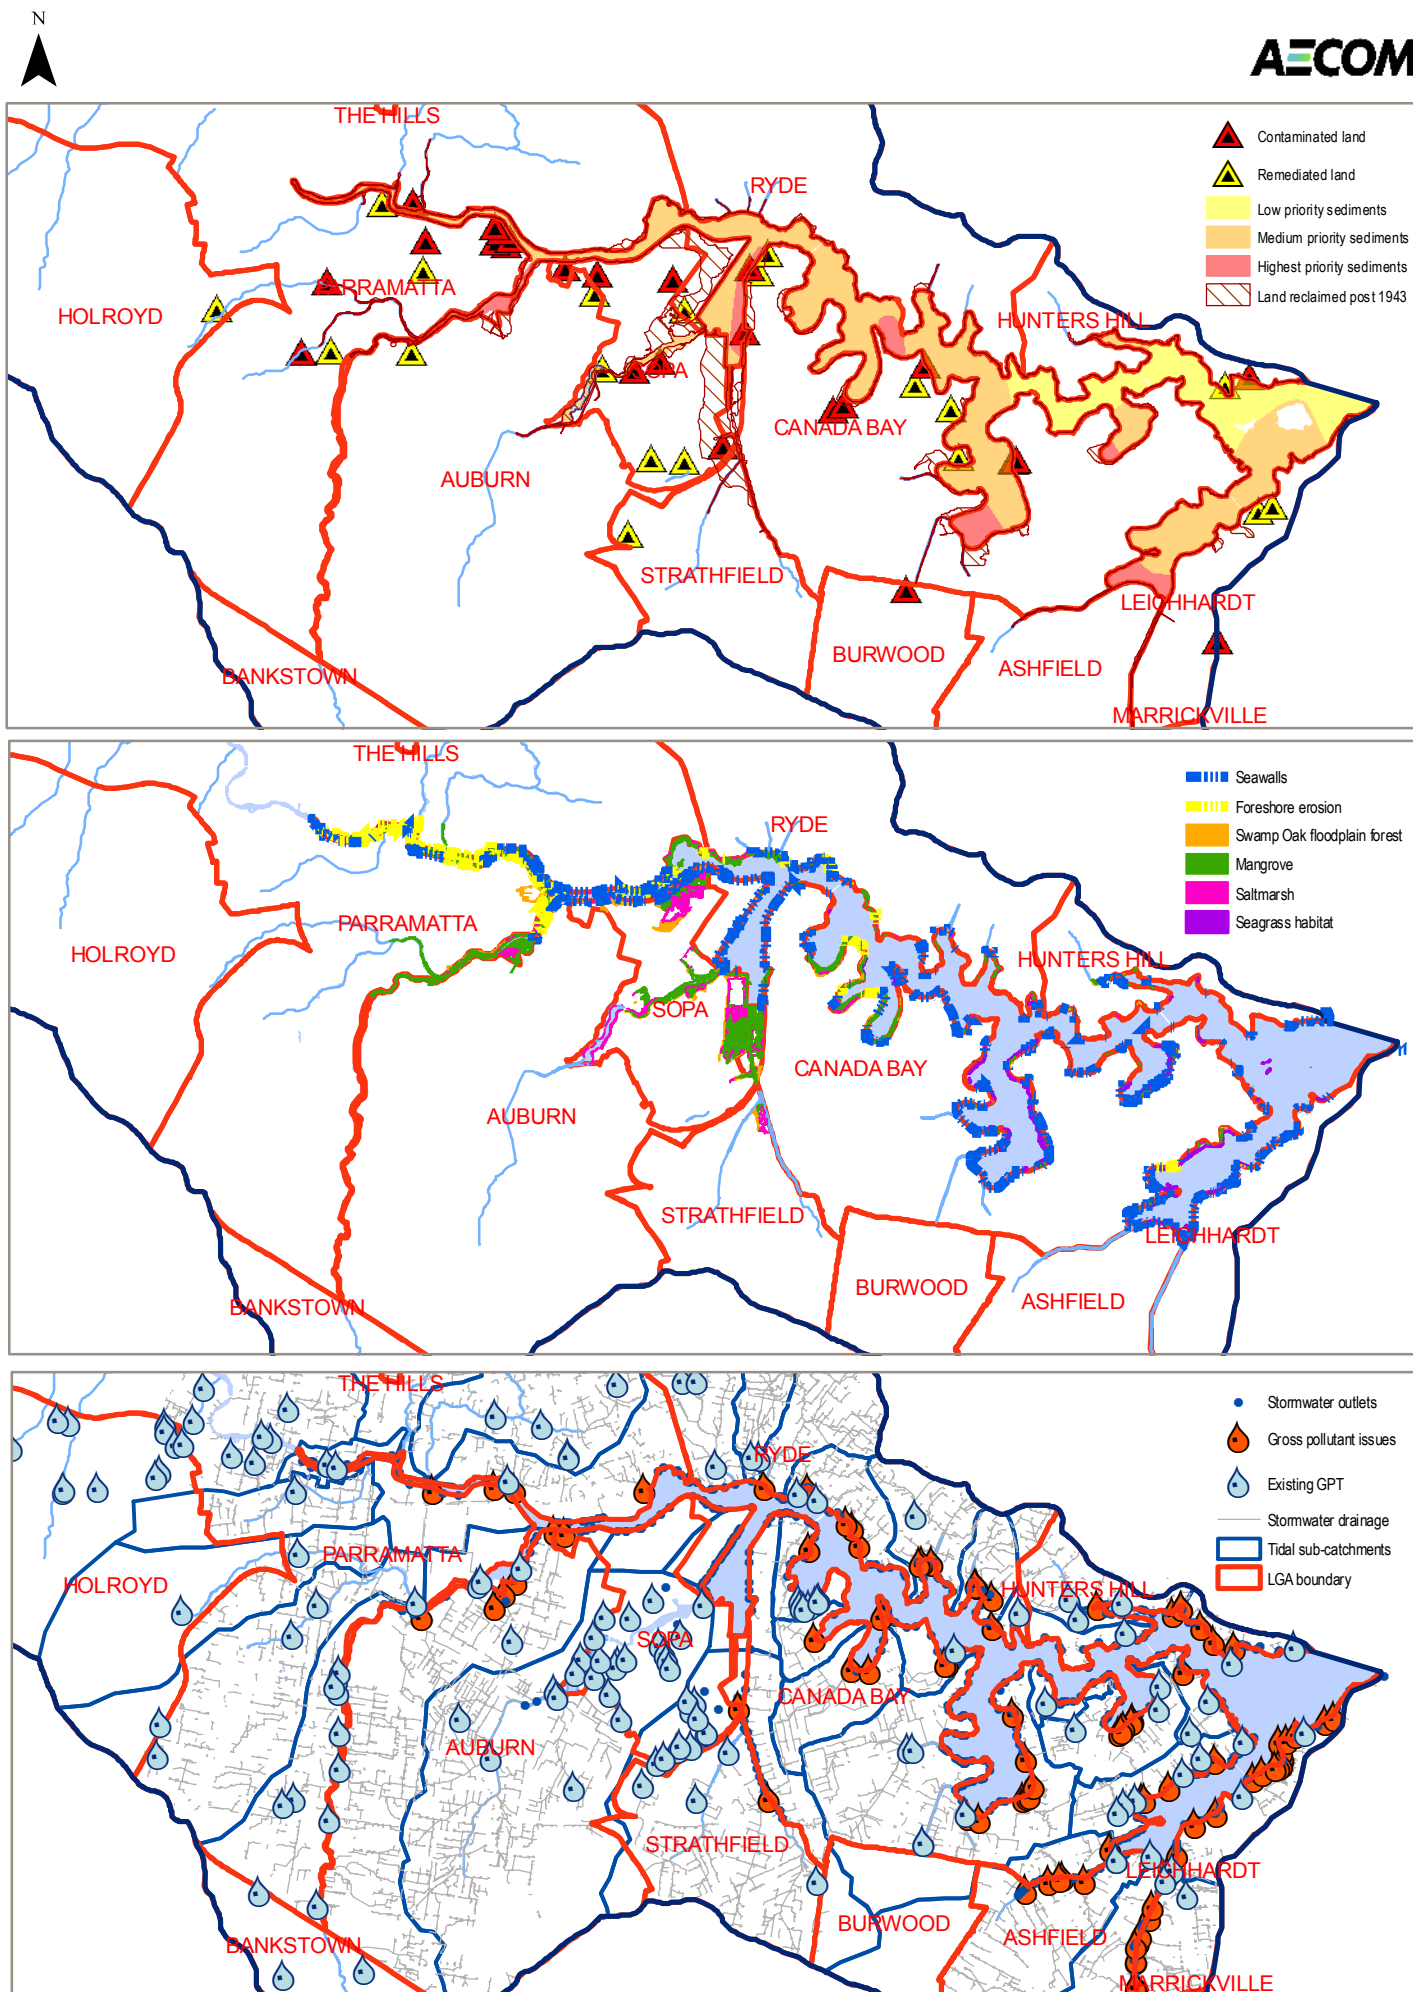 N
AECOM
THE HILLS
Contaminated land
Remediated land
RYDE
Low priority sediments
Medium priority sediments
Highest priority sediments
PARRAMATTA
Land reclaimed post 1943
HOLROYD
HUNTERS HILL
SOPA
CANADA BAY
AUBURN
STRATHFIELD
LEICHHARDT
BURWOOD
ASHFIELD
BANKSTOWN
MARRICKVILLE
THE HILLS
Seawalls
Foreshore erosion
RYDE
Swamp Oak floodplain forest
Mangrove
Saltmarsh
PARRAMATTA
Seagrass habitat
HOLROYD
HUNTERS HILL
SOPA
CANADA BAY
AUBURN
STRATHFIELD
LEICHHARDT
BURWOOD
ASHFIELD
BANKSTOWN
THE HILLS
Stormwater outlets
Gross pollutant issues
RYDE
Existing GPT
Stormwater drainage
Tidal sub-catchments
PARRAMATTA
LGA boundary
HOLROYD
HUNTERS HILL
SOPA
CANADA BAY
AUBURN
STRATHFIELD
LEICHHARDT
BURWOOD
ASHFIELD
BANKSTOWN
MARRICKVILLE